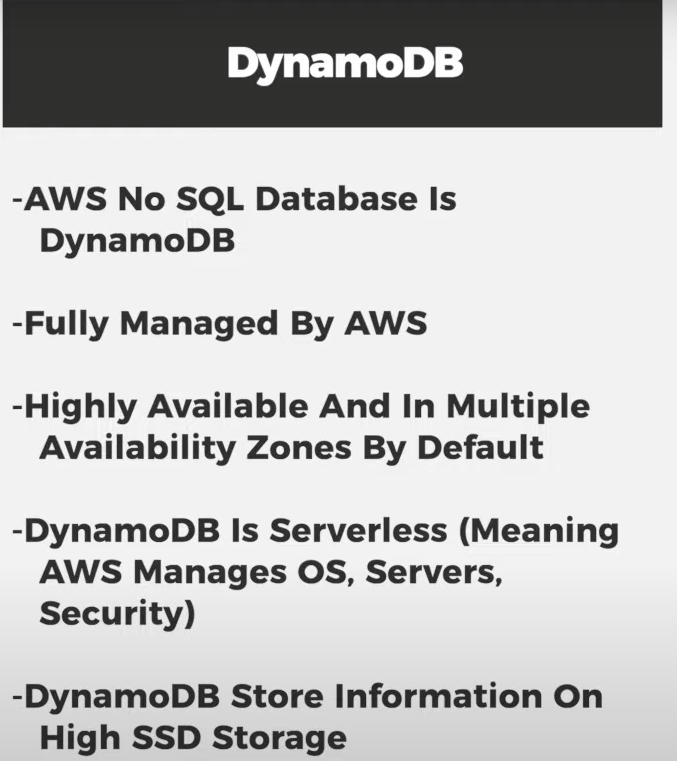 DynamoDB
-AWS No SQL Database Is
DynamoDB
-Fully Managed By AWS
-Highly Available And In Multiple
Availability Zones By Default
-DynamoDB Is Serverless (Meaning
AWS Manages OS, Servers,
Security)
-DynamoDB Store Information On
High SSD Storage